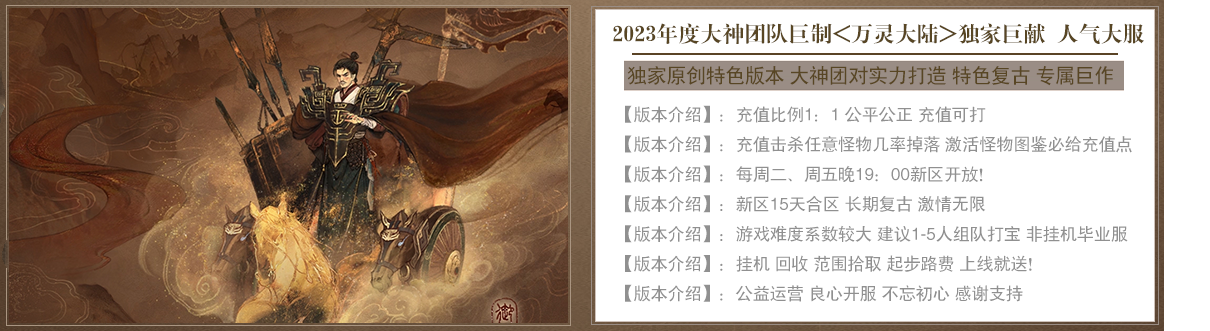 2023年度大神团队巨制<万灵大陆>独家巨献 人气大服
独家原创特色版本 大神团对实力打造 特色复古 专属巨作
【版本介绍】：充值比例1：1 公平公正 充值可打
【版本介绍】：充值击杀任意怪物几率掉落 激活怪物图鉴必给充值点
【版本介绍】：每周二、周五晚19：00新区开放!
【版本介绍】：新区15天合区 长期复古 激情无限
【版本介绍】：游戏难度系数较大 建议1-5人组队打宝 非挂机毕业服
【版本介绍】：挂机 回收 范围拾取 起步路费 上线就送!
【版本介绍】：公益运营 良心开服 不忘初心 感谢支持